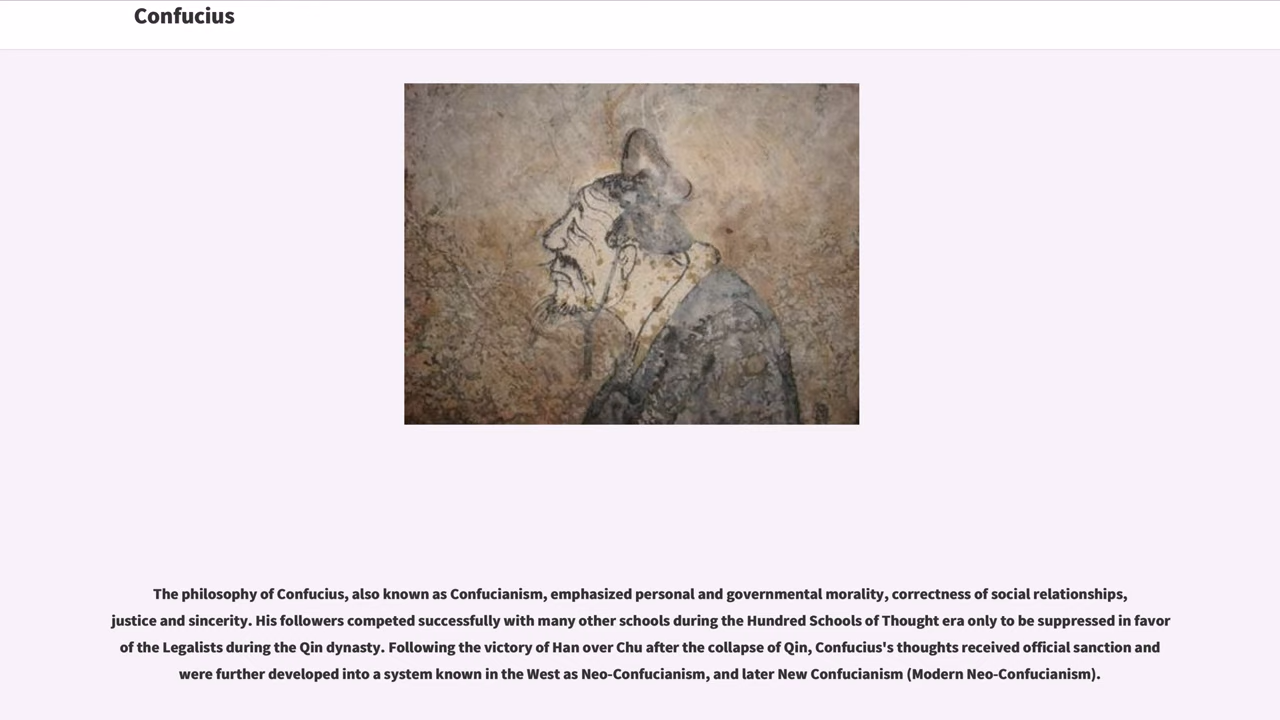 Confucius
The philosophy of Confucius, also known as Confucianism, emphasized personal and governmental morality, correctness of social relationships,
justice and sincerity. His followers competed successfully with many other schools during the Hundred Schools of Thought era only to be suppressed in favor
of the Legalists during the Qin dynasty. Following the victory of Han over Chu after the collapse of Qin, Confucius's thoughts received official sanction and
were further developed into a system known in the West as Neo-Confucianism, and later New Confucianism (Modern Neo-Confucianism).